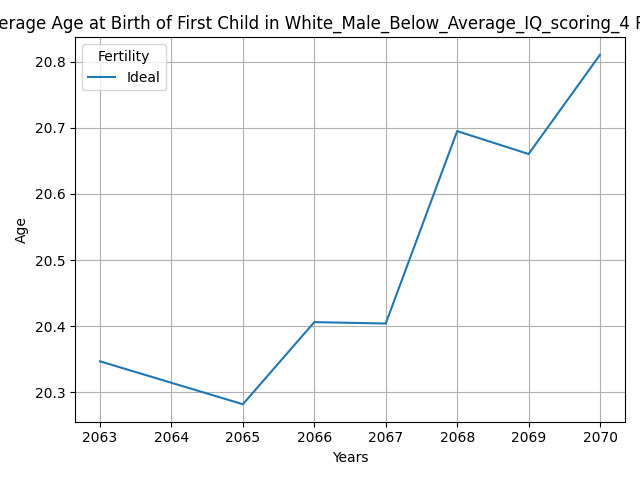 erage Age at Birth of First Child in White_Male_Below_Average_IQ_scoring_4
Fertility
Ideal
20.8
20.7
20.6
20.5
20.4
20.3
Age
2063 2064 2065 2066 2067 2068 2069 2070
Years